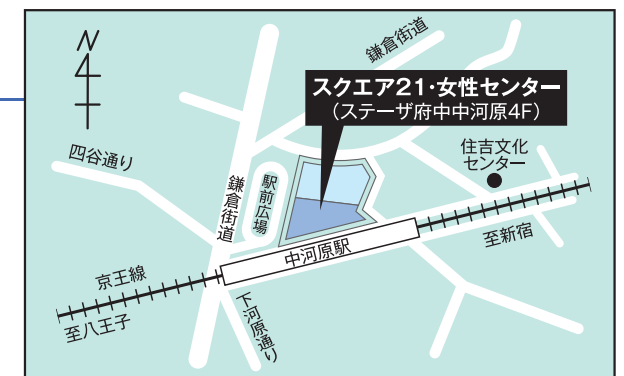 N
鎌倉街道
スクエア21・女性センター
(ステーザ府中中河原4F)
四谷通り
住吉文化
センター
鎌倉街道
駅前広場
中河原駅
至新宿
京王線
至八王子
下河原通り